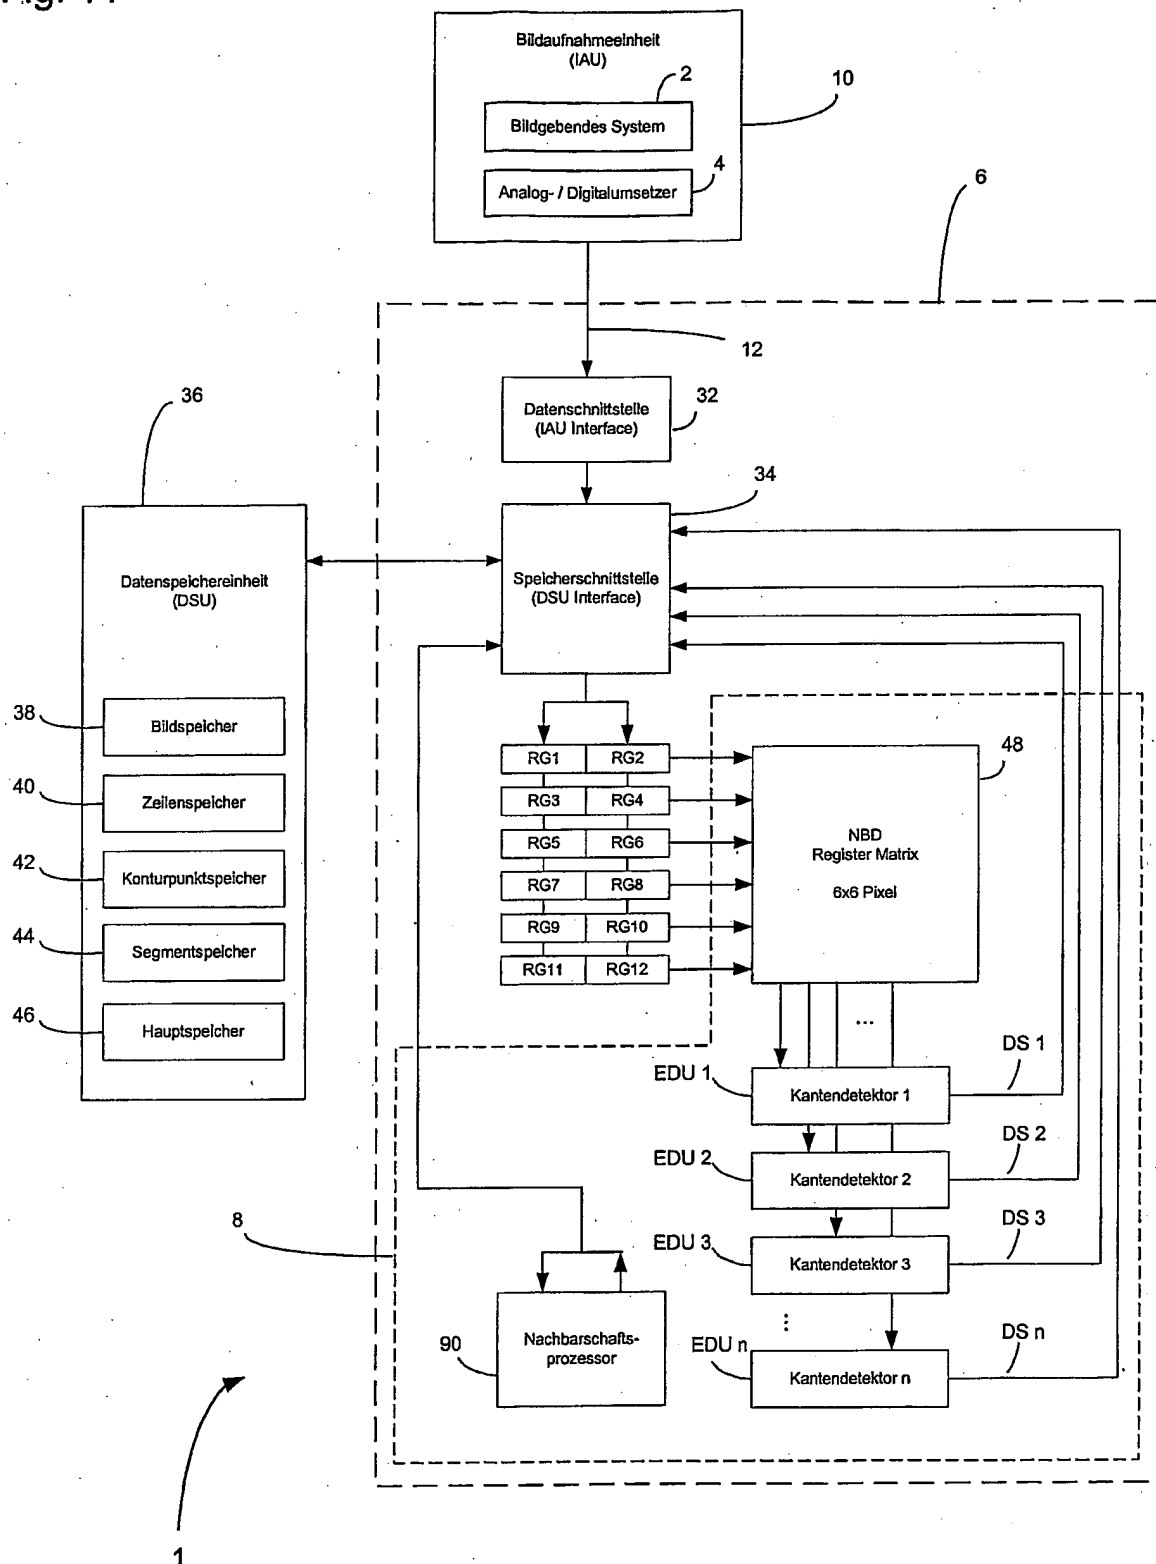 Bildaufnahmeeinheit
(IAU)
2
10
Bildgebendes System
4
Analog- / Digitalumsetzer
6
12
36
Datenschnittstelle
(IAU Interface)
32
34
Datenspeichereinheit
(DSU)
Speicherschnittstelle
(DSU Interface)
38
Bildspeicher
40
Zeilenspeicher
42
Konturpunktspeicher
44
Segmentspeicher
46
Hauptspeicher
RG1
RG2
RG3
RG4
RG5
RG6
RG7
RG8
RG9
RG10
RG11
RG12
48
NBD
Register Matrix
6x6 Pixel
...
EDU 1
Kantendetektor 1
DS 1
EDU 2
Kantendetektor 2
DS 2
8
EDU 3
Kantendetektor 3
DS 3
...
90
Nachbarschafts-
prozessor
EDU n
Kantendetektor n
DS n
1